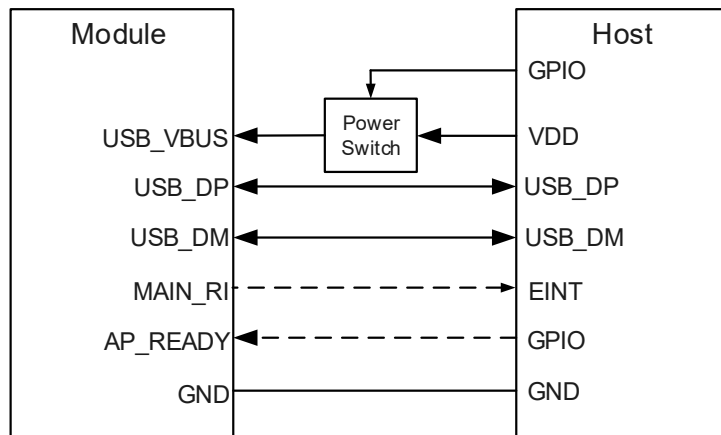 Module
Host
GPIO
Power
Switch
USB_VBUS
VDD
USB_DP
USB_DP
USB_DM
USB_DM
MAIN_RI
EINT
AP_READY
GPIO
GND
GND